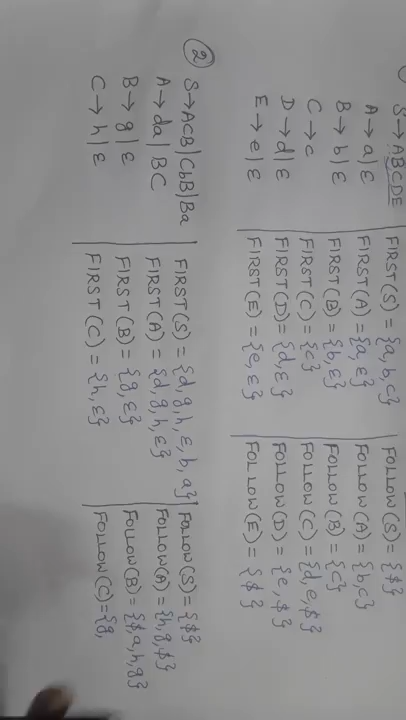 S → ABCDE FIRST(S) = {a, b, c} FOLLOW(S) = {$}
A → a|ε FIRST(A) = {a, ε} FOLLOW(A) = {b, c}
B → b|ε FIRST(B) = {b, ε} FOLLOW(B) = {c}
C → c FIRST(C) = {c} FOLLOW(C) = {d, e, $}
D → d|ε FIRST(D) = {d, ε} FOLLOW(D) = {e, $}
E → e|ε FIRST(E) = {e, ε} FOLLOW(E) = {$}
② S → ACB|CbB|Ba FIRST(S) = {d, g, h, ε, b, a} FOLLOW(S) = {$}
A → da|BC FIRST(A) = {d, g, h, ε} FOLLOW(A) = {h, g, $}
B → g|ε FIRST(B) = {g, ε} FOLLOW(B) = {$, a, h, g}
C → h|ε FIRST(C) = {h, ε} FOLLOW(C) = {g,